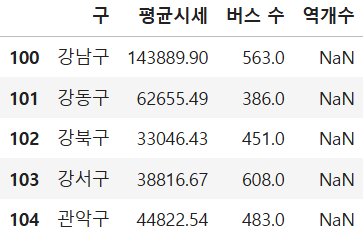 구 평균시세 버스 수 역개수
100 강남구 143889.90 563.0 NaN
101 강동구 62655.49 386.0 NaN
102 강북구 33046.43 451.0 NaN
103 강서구 38816.67 608.0 NaN
104 관악구 44822.54 483.0 NaN